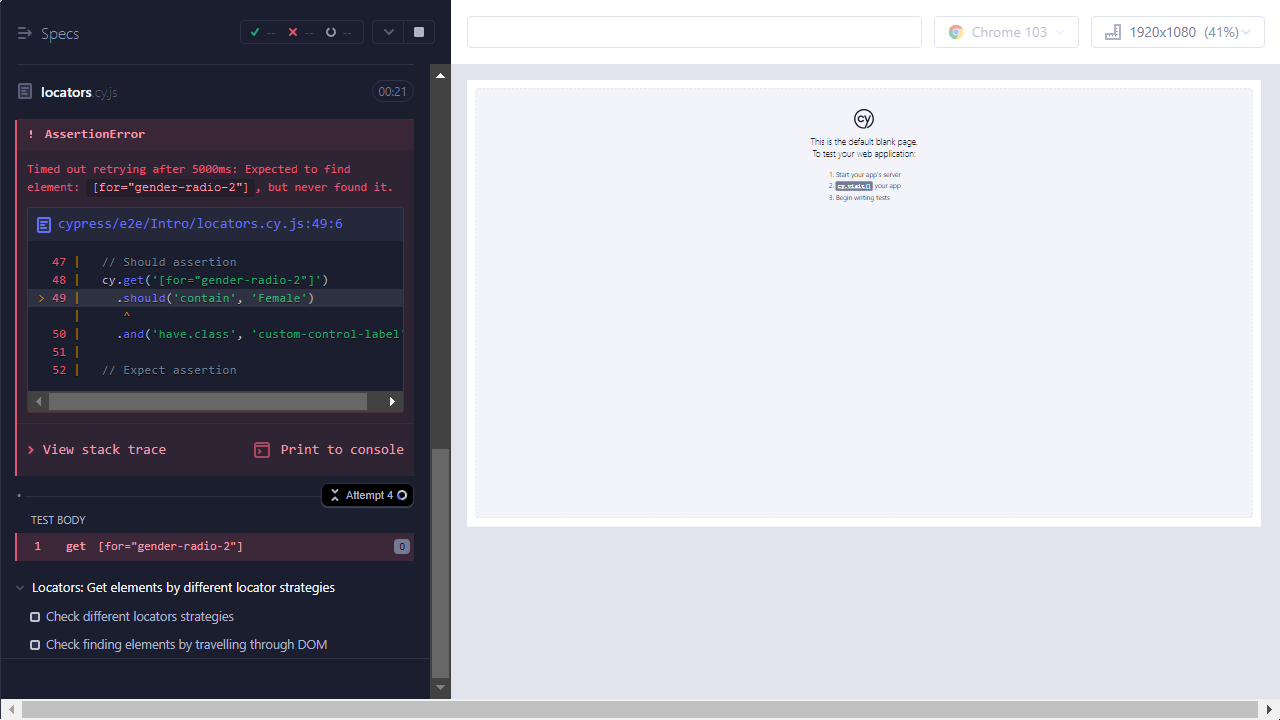 Specs
--
--
--
Chrome 103
1920x1080 (41%)
locators.cy.js
00:21
! AssertionError
Timed out retrying after 5000ms: Expected to find
element: [for="gender-radio-2"], but never found it.
cypress/e2e/Intro/locators.cy.js:49:6
47 | // Should assertion
48 | cy.get('[for="gender-radio-2"]')
> 49 | .should('contain', 'Female')
| ^
50 | .and('have.class', 'custom-control-label'
51 |
52 | // Expect assertion
> View stack trace
Print to console
Attempt 4
TEST BODY
1 get [for="gender-radio-2"] 0
Locators: Get elements by different locator strategies
Check different locators strategies
Check finding elements by travelling through DOM
cy
This is the default blank page.
To test your web application:
1. Start your app's server
2. cy.visit() your app
3. Begin writing tests